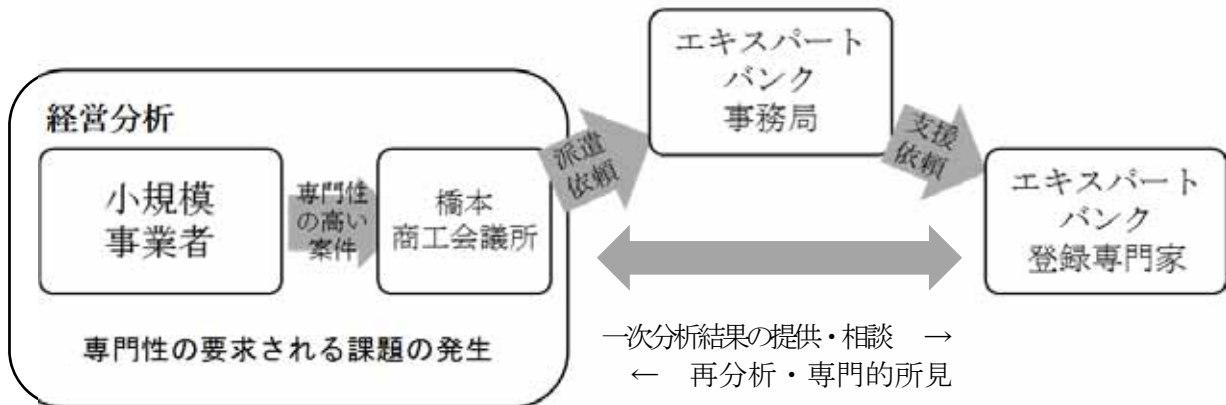 経営分析
小規模
事業者
専門性
の高い
案件
橋本
商工会議所
専門性の要求される課題の発生
派遣
依頼
エキスパート
バンク
事務局
支援
依頼
エキスパート
バンク
登録専門家
一次分析結果の提供・相談 →
← 再分析・専門的所見